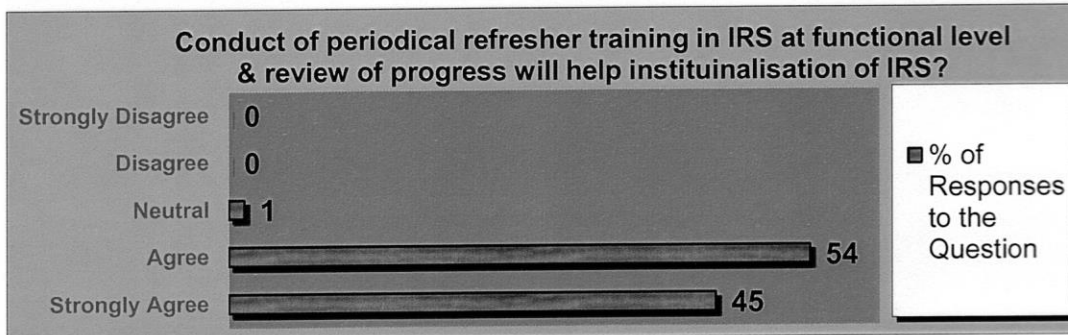 Conduct of periodical refresher training in IRS at functional level
& review of progress will help instituinalisation of IRS?
Strongly Disagree 0
Disagree 0
Neutral 1
Agree 54
Strongly Agree 45
% of
Responses
to the
Question